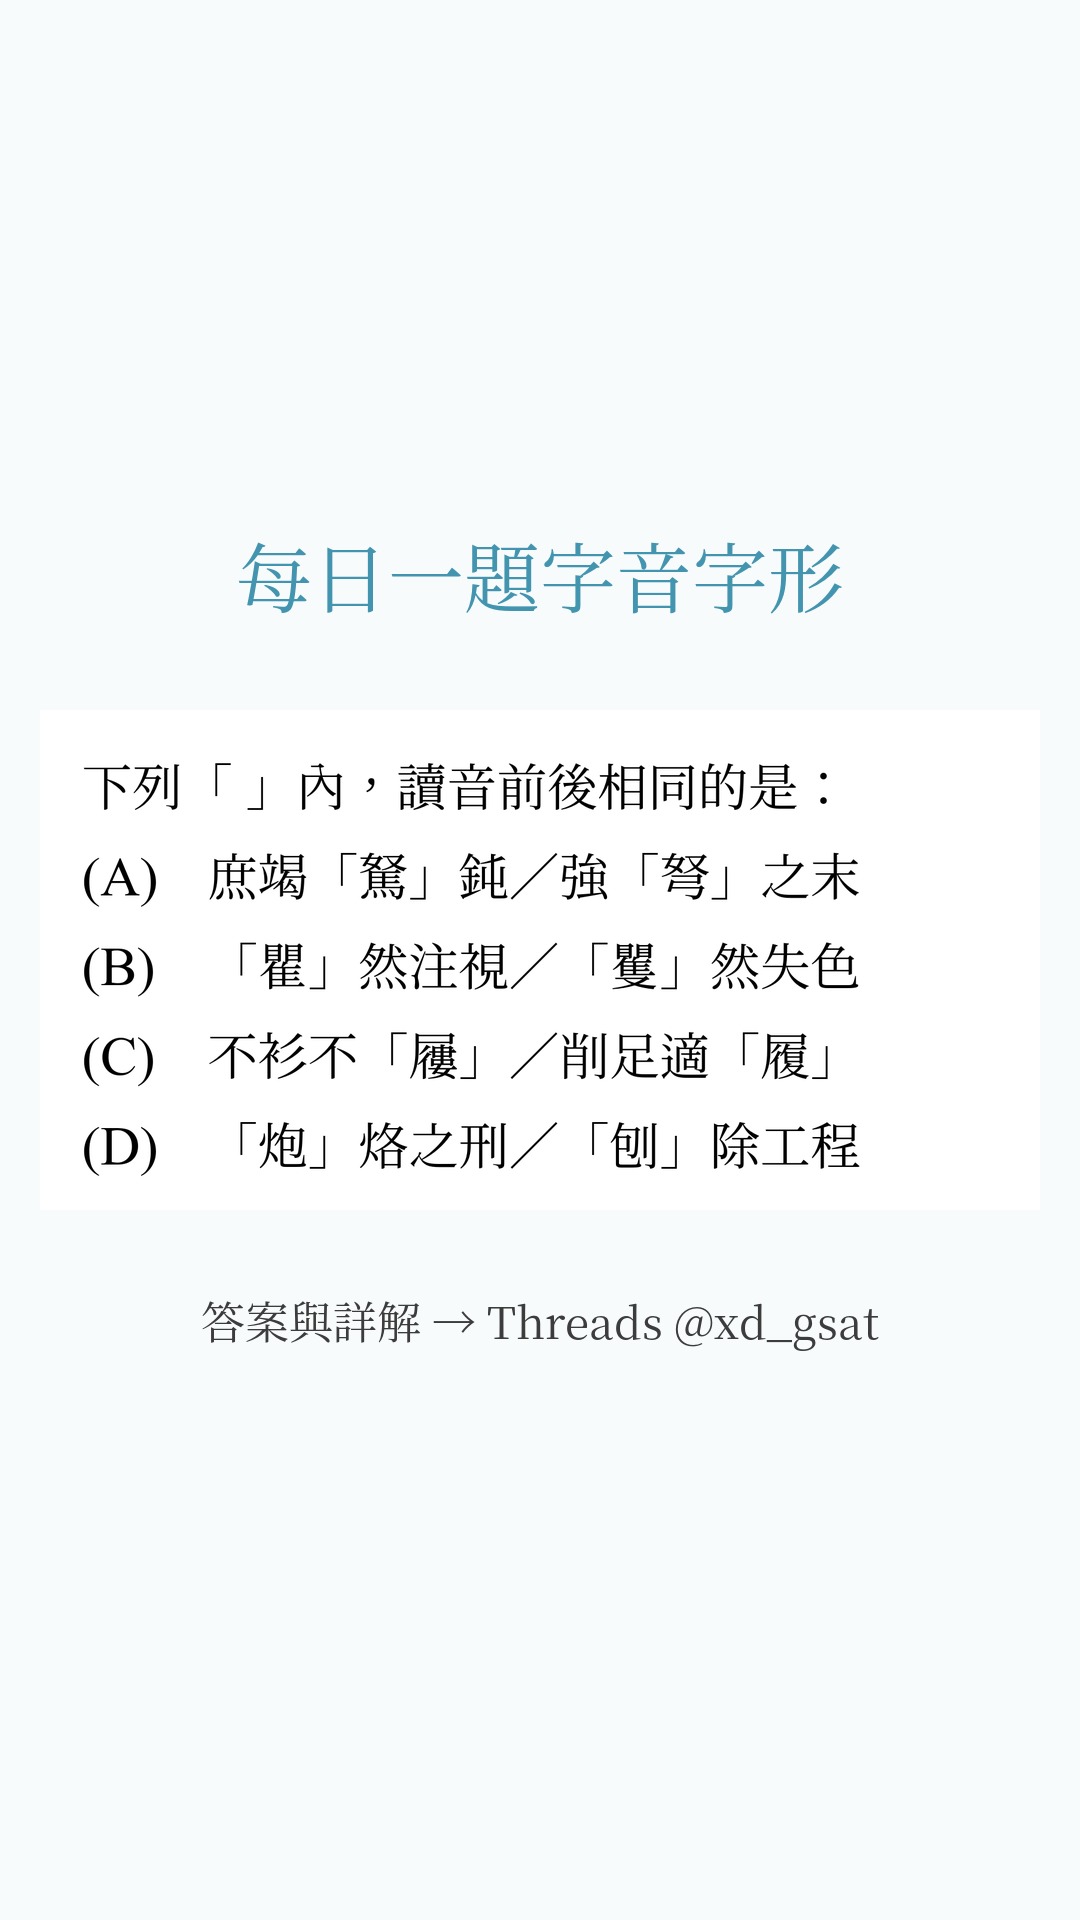 每日一題字音字形
下列「 」內，讀音前後相同的是：
(A) 庶竭「駑」鈍／強「弩」之末
(B) 「瞿」然注視／「矍」然失色
(C) 不衫不「屨」／削足適「履」
(D) 「炮」烙之刑／「刨」除工程
答案與詳解 → Threads @xd_gsat